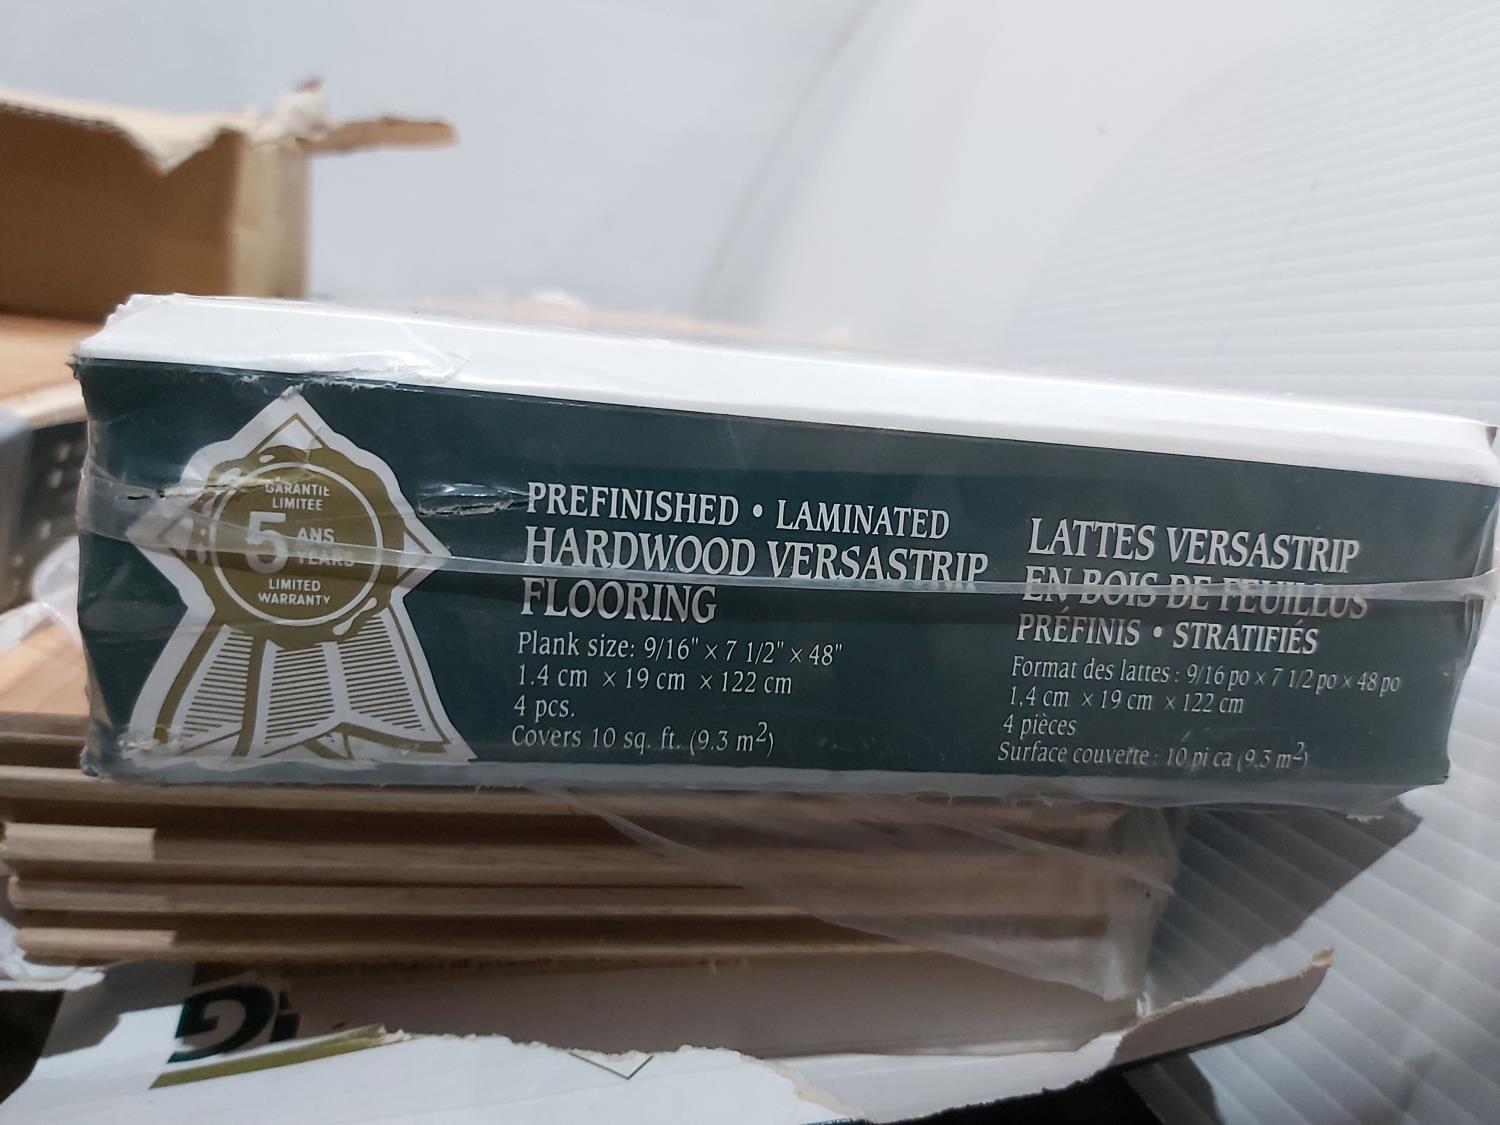 GARANTIE
LIMITEE
5 ANS
YEARS
LIMITED
WARRANTY
PREFINISHED • LAMINATED
HARDWOOD VERSASTRIP
FLOORING
Plank size: 9/16" x 7 1/2" x 48"
1.4 cm x 19 cm x 122 cm
4 pcs.
Covers 10 sq. ft. (9.3 m²)
LATTES VERSASTRIP
EN BOIS DE FEUILLUS
PRÉFINIS • STRATIFIÉS
Format des lattes : 9/16 po x 7 1/2 po x 48 po
1.4 cm x 19 cm x 122 cm
4 pièces
Surface couverte : 10 pi ca (9.3 m²)